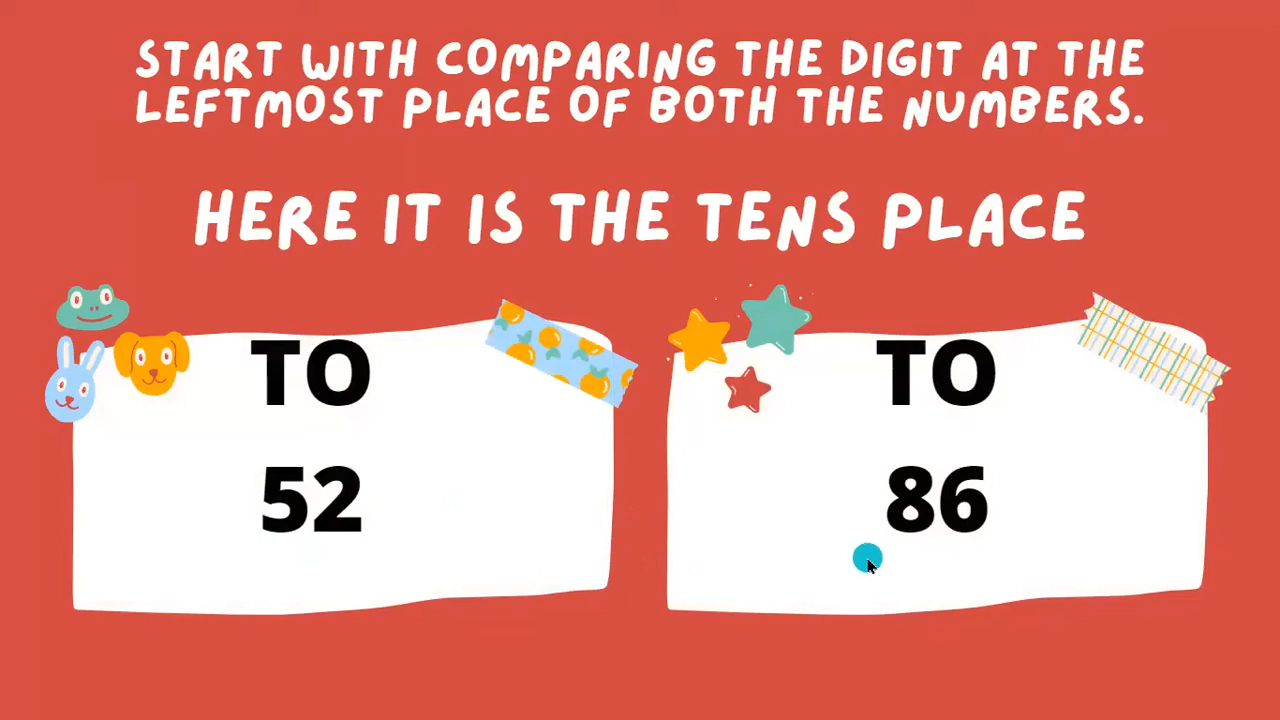 START WITH COMPARING THE DIGIT AT THE
LEFTMOST PLACE OF BOTH THE NUMBERS.
HERE IT IS THE TENS PLACE
TO
52
TO
86